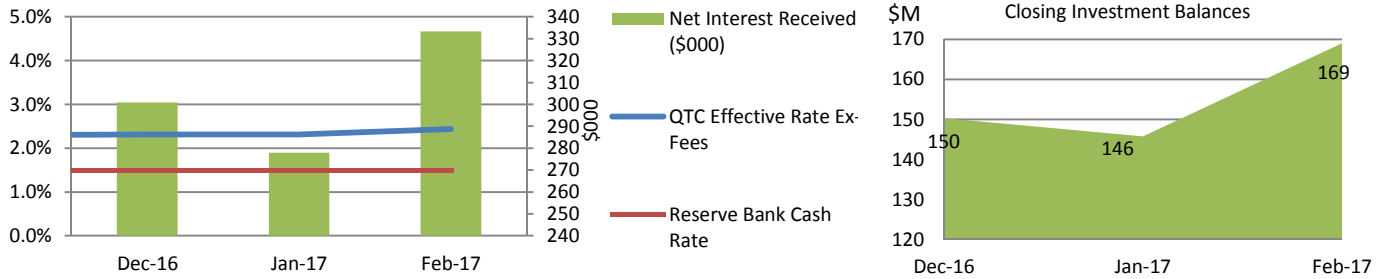 5.0%
4.0%
3.0%
2.0%
1.0%
0.0%
Dec-16
Jan-17
Feb-17
340
330
320
310
300
290
280
270
260
250
240
$000
Net Interest Received
($000)
QTC Effective Rate Ex-
Fees
Reserve Bank Cash
Rate
$M
Closing Investment Balances
170
160
150
140
130
120
150
146
169
Dec-16
Jan-17
Feb-17